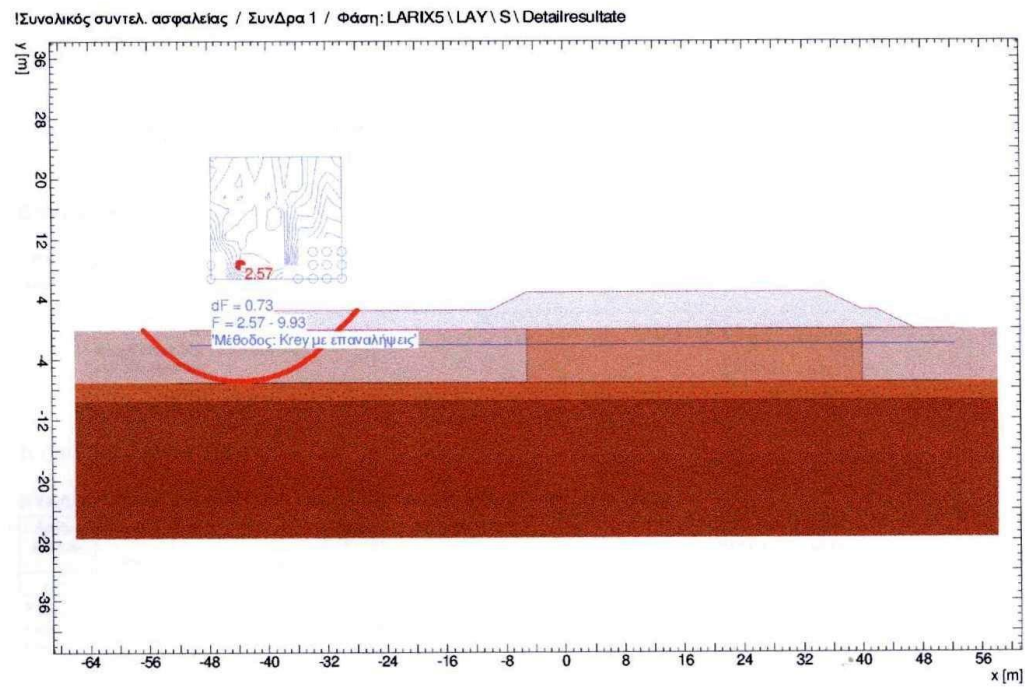 !Συνολικός συντελ. ασφαλείας / ΣυνΔρα 1 / Φάση: LARIX5 \ LAY \ S \ Detailresultate
y [m]
36
28
20
12
4
-4
-12
-20
-28
-36
2.57
dF = 0.73
F = 2.57 - 9.93
'Μέθοδος: Krey με επαναλήψεις'
-64 -56 -48 -40 -32 -24 -16 -8 0 8 16 24 32 40 48 56
x [m]